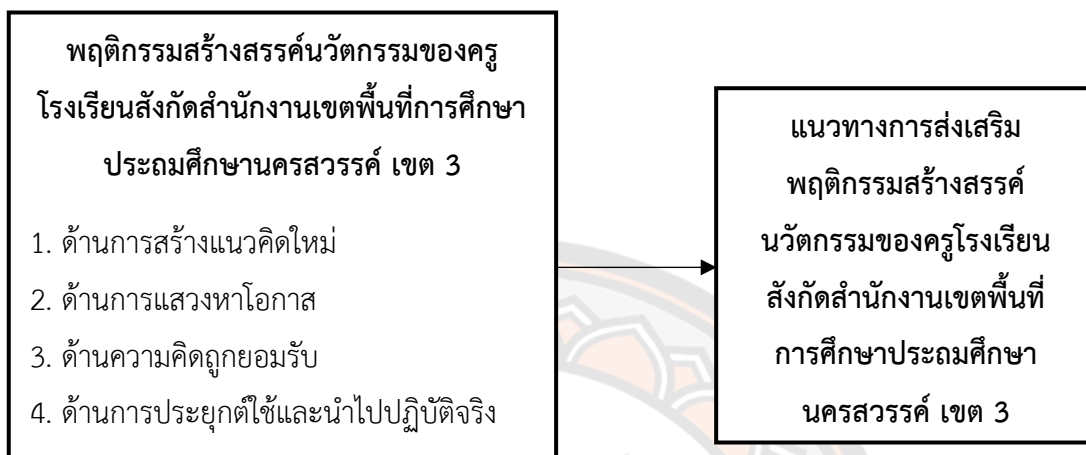 พฤติกรรมสร้างสรรค์นวัตกรรมของครู
โรงเรียนสังกัดสำนักงานเขตพื้นที่การศึกษา
ประถมศึกษานครสวรรค์ เขต 3
1. ด้านการสร้างแนวคิดใหม่
2. ด้านการแสวงหาโอกาส
3. ด้านความคิดถูกยอมรับ
4. ด้านการประยุกต์ใช้และนำไปปฏิบัติจริง
แนวทางการส่งเสริม
พฤติกรรมสร้างสรรค์
นวัตกรรมของครูโรงเรียน
สังกัดสำนักงานเขตพื้นที่
การศึกษาประถมศึกษา
นครสวรรค์ เขต 3